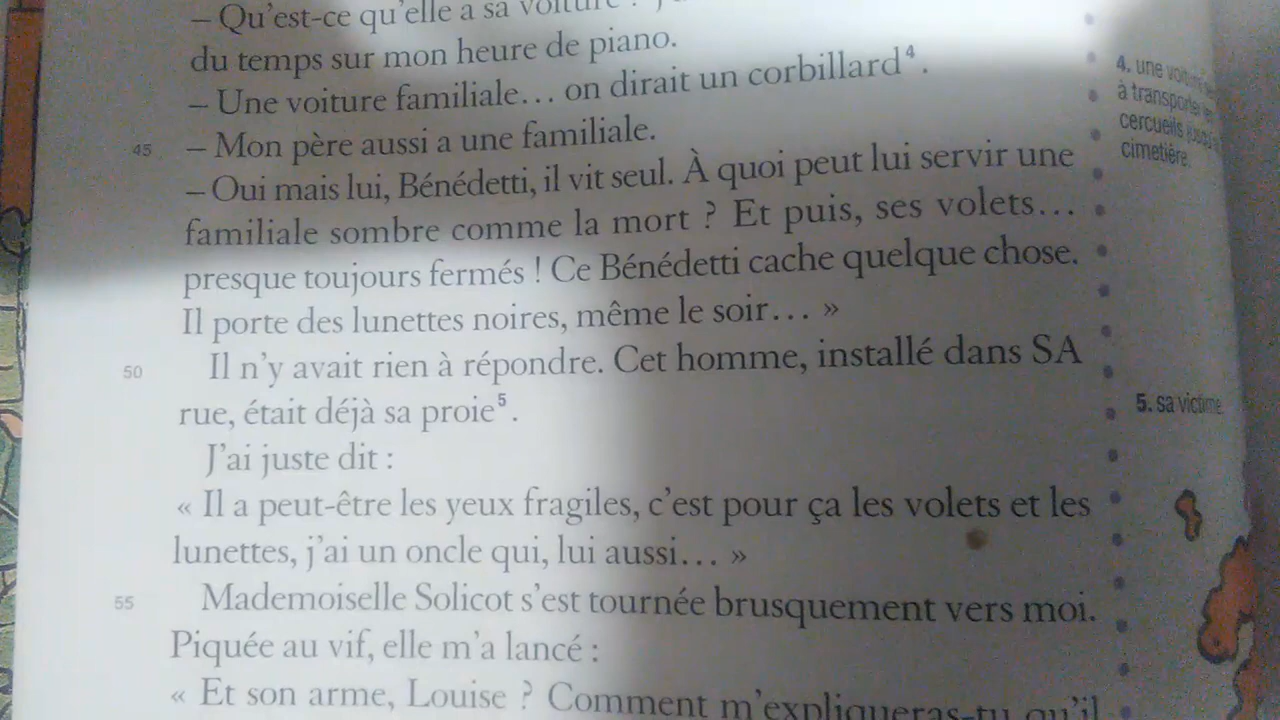 – Qu'est-ce qu'elle a sa voiture ?
du temps sur mon heure de piano.
– Une voiture familiale… on dirait un corbillard⁴.
45 – Mon père aussi a une familiale.
– Oui mais lui, Bénédetti, il vit seul. À quoi peut lui servir une
familiale sombre comme la mort ? Et puis, ses volets…
presque toujours fermés ! Ce Bénédetti cache quelque chose.
Il porte des lunettes noires, même le soir… »
50 Il n'y avait rien à répondre. Cet homme, installé dans SA
rue, était déjà sa proie⁵.
J'ai juste dit :
« Il a peut-être les yeux fragiles, c'est pour ça les volets et les
lunettes, j'ai un oncle qui, lui aussi… »
55 Mademoiselle Solicot s'est tournée brusquement vers moi.
Piquée au vif, elle m'a lancé :
« Et son arme, Louise ? Comment m'expliqueras-tu qu'il
4. une voiture
à transporter
cercueils
cimetière.
5. sa victime.